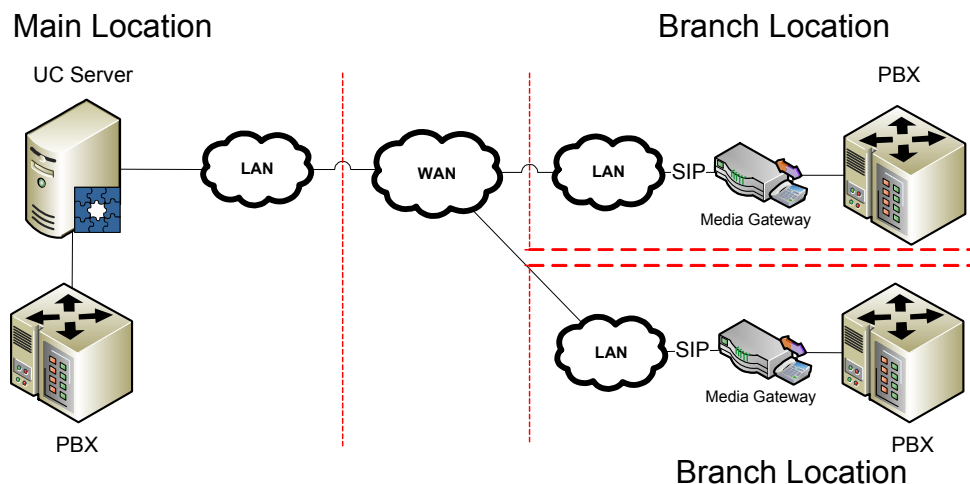 Main Location
Branch Location
UC Server
PBX
LAN
WAN
LAN
SIP
Media Gateway
LAN
SIP
Media Gateway
PBX
PBX
Branch Location